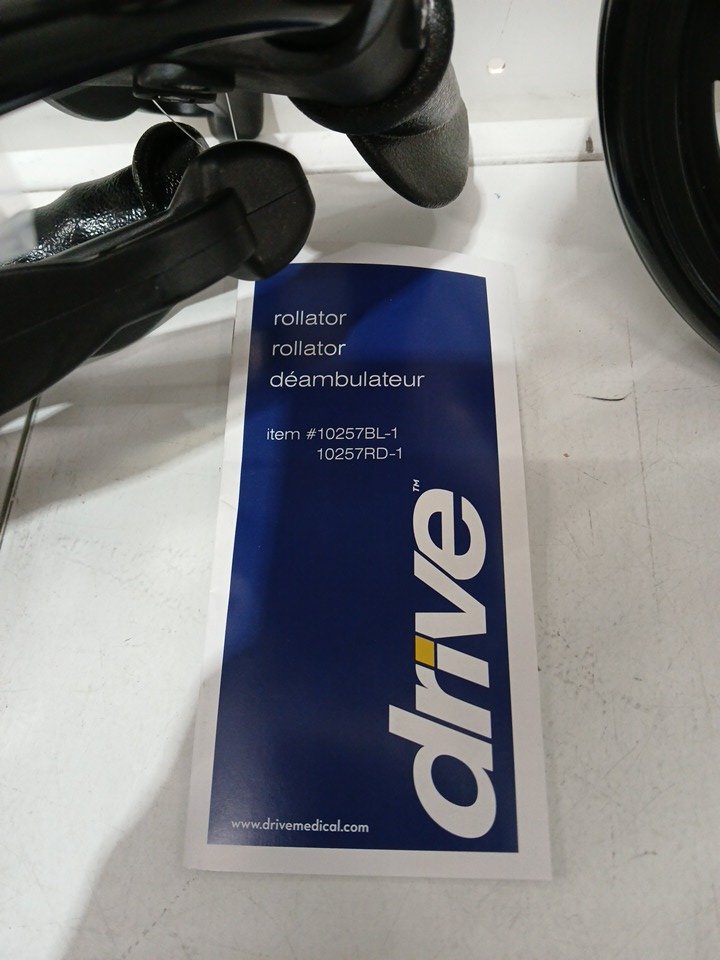 rollator
rollator
déambulateur
item #10257BL-1
10257RD-1
drive™
www.drivemedical.com